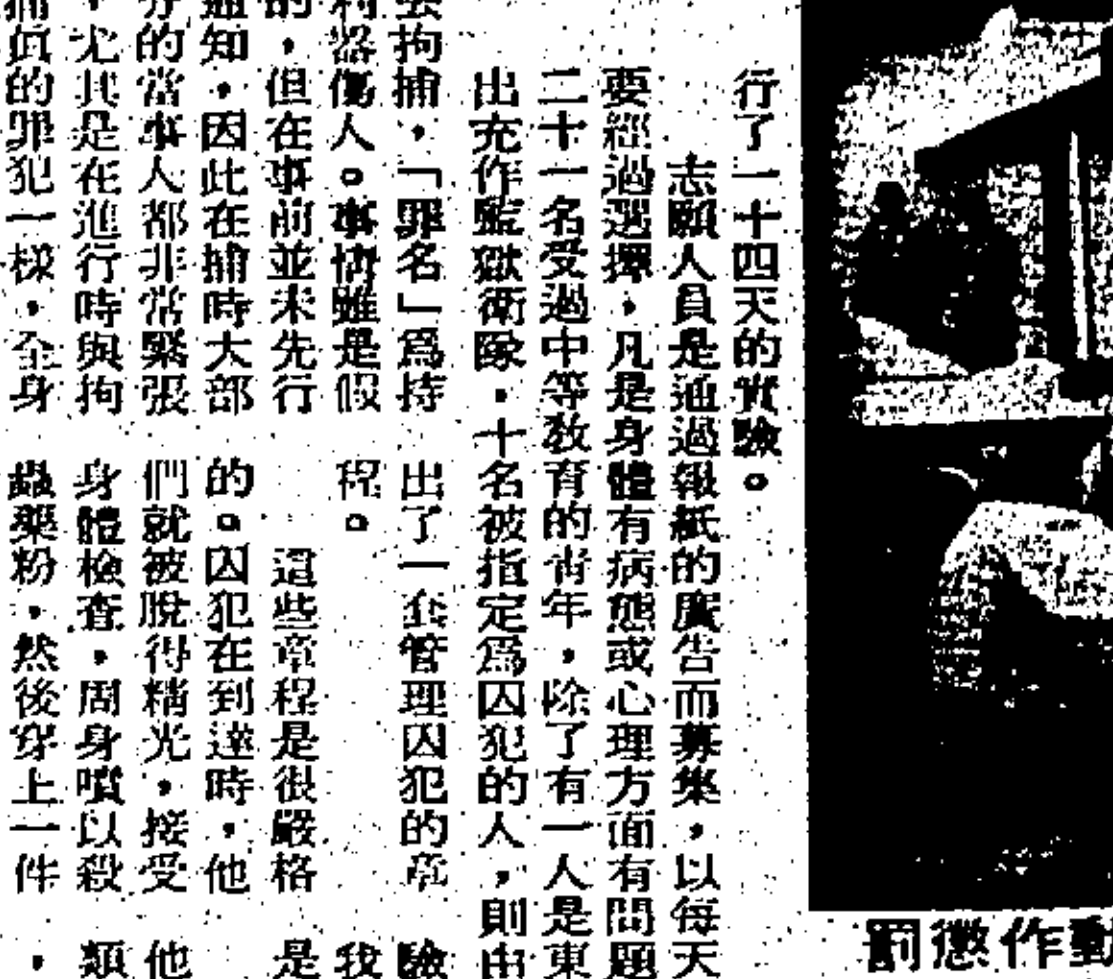 動作懲罰
行了一十四天的實驗。
志願人員是通過報紙的廣告而募集,以每天
要經過選擇,凡是身體有病態或心理方面有問題
二十一名受過中等教育的青年,除了有一人是東
出充作監獄衛隊,十名被指定爲囚犯的人,則由
拘捕,「罪名」爲持
利器傷人。事情雖是假
的,但在事前並未先行
通知,因此在捕時大部
分的當事人都非常緊張
,尤其是在進行時與拘
捕眞的罪犯一樣,全身
出了一套管理囚犯的章
程。
這些章程是很嚴格
的。囚犯在到達時,他
們就被脫得精光,接受
身體檢查,周身噴以殺
蟲藥粉,然後穿上一件
驗
我
是
他
類
,